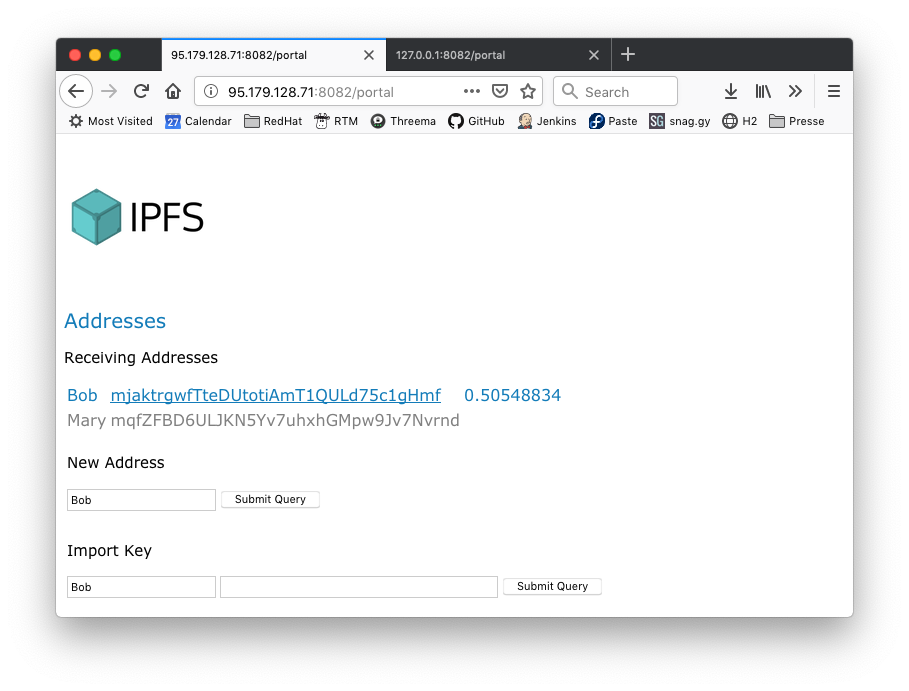 95.179.128.71:8082/portal 127.0.0.1:8082/portal
95.179.128.71:8082/portal Search
Most Visited 27 Calendar RedHat RTM Threema GitHub Jenkins Paste SG snag.gy H2 Presse
IPFS
Addresses
Receiving Addresses
Bob mjaktrgwfTteDUtotiAmT1QULd75c1gHmf 0.50548834
Mary mqfZFBD6ULJKN5Yv7uhxhGMpw9Jv7Nvrnd
New Address
Bob Submit Query
Import Key
Bob Submit Query